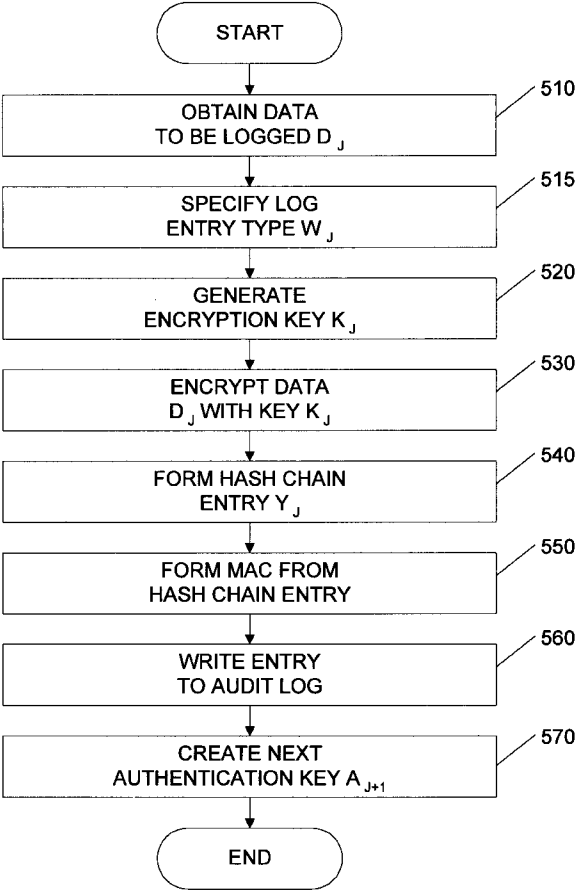 START
510
OBTAIN DATA
TO BE LOGGED D J
515
SPECIFY LOG
ENTRY TYPE W J
520
GENERATE
ENCRYPTION KEY K J
530
ENCRYPT DATA
D J WITH KEY K J
540
FORM HASH CHAIN
ENTRY Y J
550
FORM MAC FROM
HASH CHAIN ENTRY
560
WRITE ENTRY
TO AUDIT LOG
570
CREATE NEXT
AUTHENTICATION KEY A J+1
END